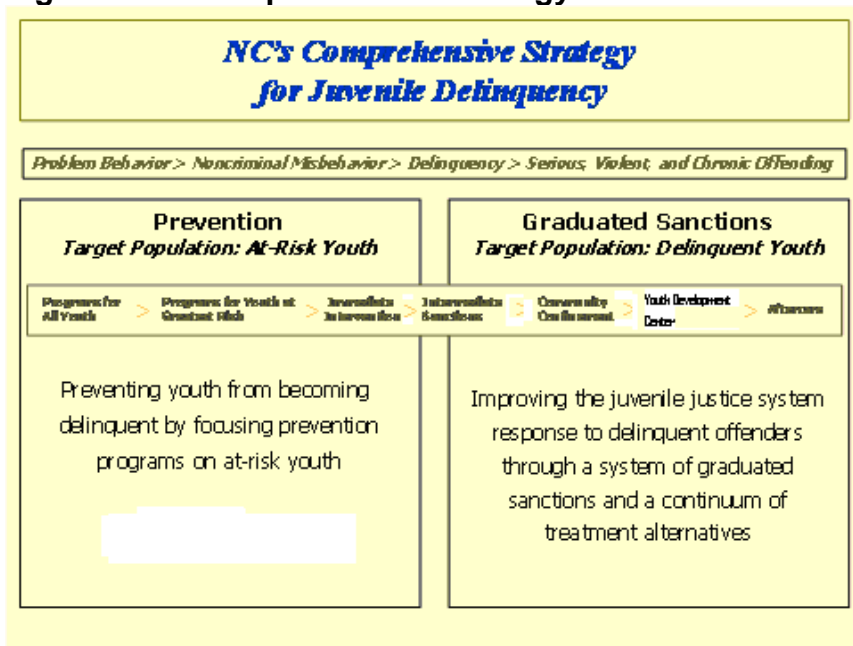 NC's Comprehensive Strategy
for Juvenile Delinquency
Problem Behavior > Noncriminal Misbehavior > Delinquency > Serious, Violent, and Chronic Offending
Prevention
Target Population: At-Risk Youth
Graduated Sanctions
Target Population: Delinquent Youth
Programs for
All Youth
>
Programs for Youth at
Greatest Risk
>
Immediate
Intervention
>
Intermediate
Sanctions
>
Community
Confinement
>
Youth Development
Center
>
Aftercare
Preventing youth from becoming
delinquent by focusing prevention
programs on at-risk youth
Improving the juvenile justice system
response to delinquent offenders
through a system of graduated
sanctions and a continuum of
treatment alternatives